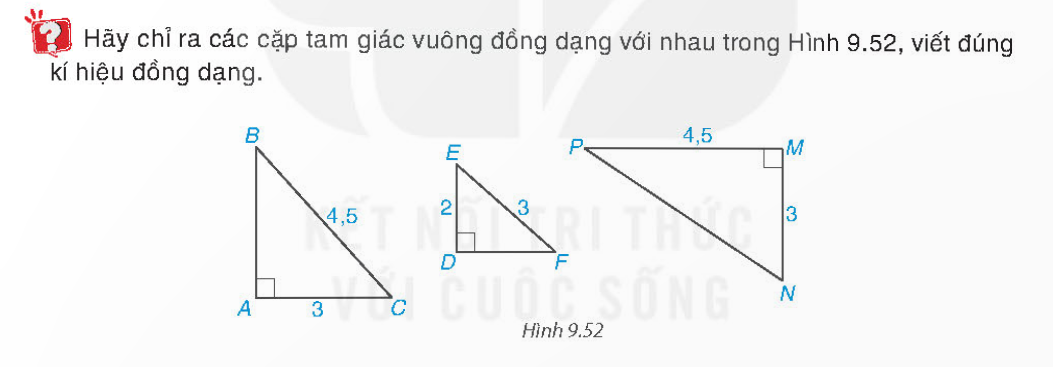 ?
Hãy chỉ ra các cặp tam giác vuông đồng dạng với nhau trong Hình 9.52, viết đúng
kí hiệu đồng dạng.
B
4,5
A
3
C
E
2
3
D
F
P
4,5
M
3
N
KẾT NỐI TRI THỨC
VỚI CUỘC SỐNG
Hình 9.52